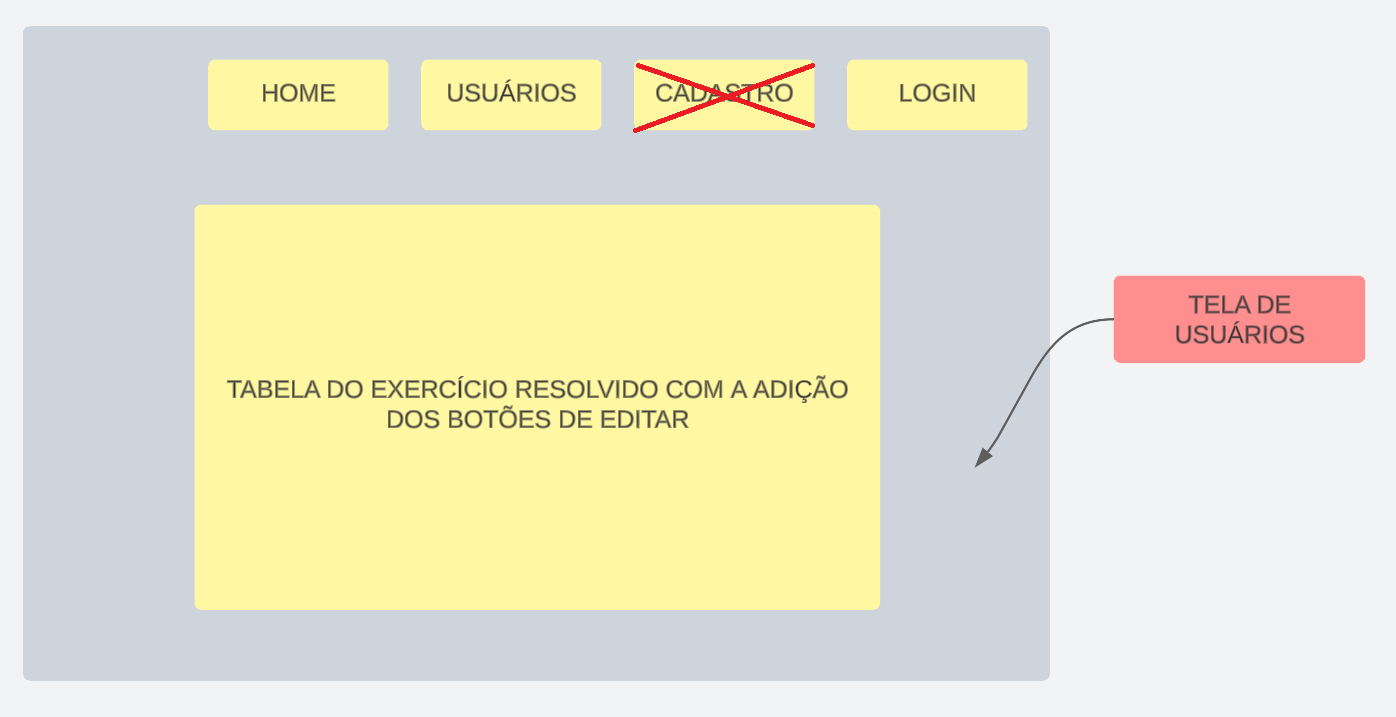 HOME
USUÁRIOS
CADASTRO
LOGIN
TELA DE
USUÁRIOS
TABELA DO EXERCÍCIO RESOLVIDO COM A ADIÇÃO
DOS BOTÕES DE EDITAR